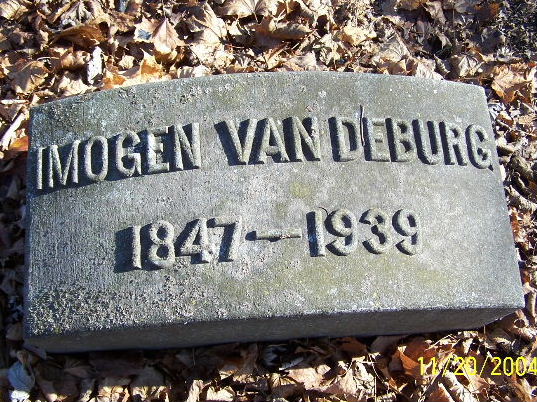 IMOGEN VAN DEBURG
1847-1939
11/20/2004